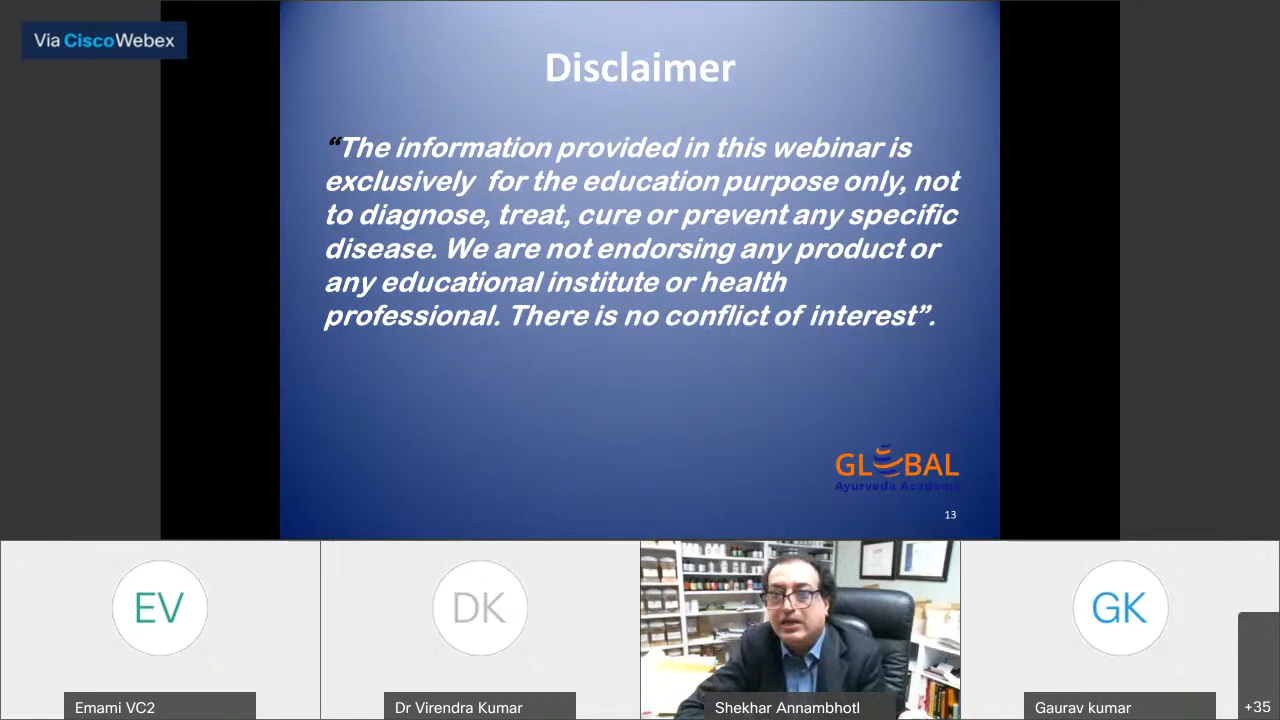 Via Cisco Webex
Disclaimer
“The information provided in this webinar is
exclusively for the education purpose only, not
to diagnose, treat, cure or prevent any specific
disease. We are not endorsing any product or
any educational institute or health
professional. There is no conflict of interest”.
GLOBAL
Ayurveda Academy
13
EV
DK
GK
Emami VC2
Dr Virendra Kumar
Shekhar Annambhotl
Gaurav kumar
+35